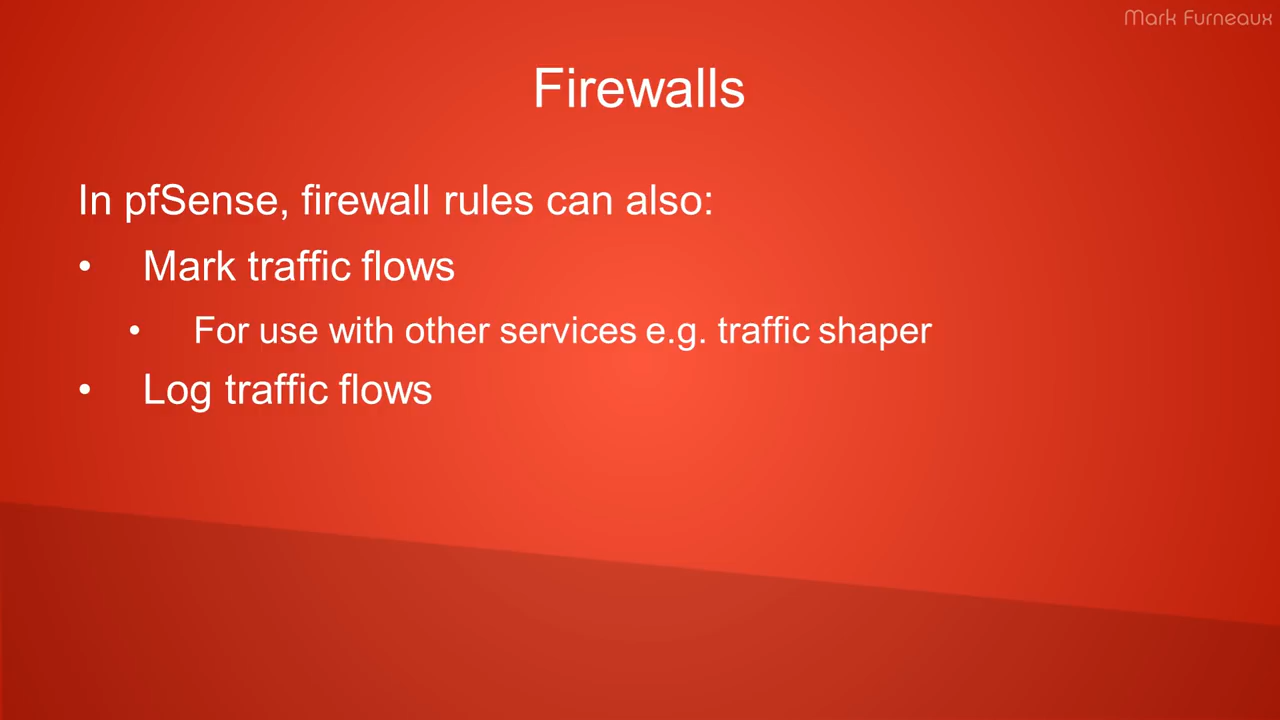 Mark Furneaux
Firewalls
In pfSense, firewall rules can also:
• Mark traffic flows
• For use with other services e.g. traffic shaper
• Log traffic flows